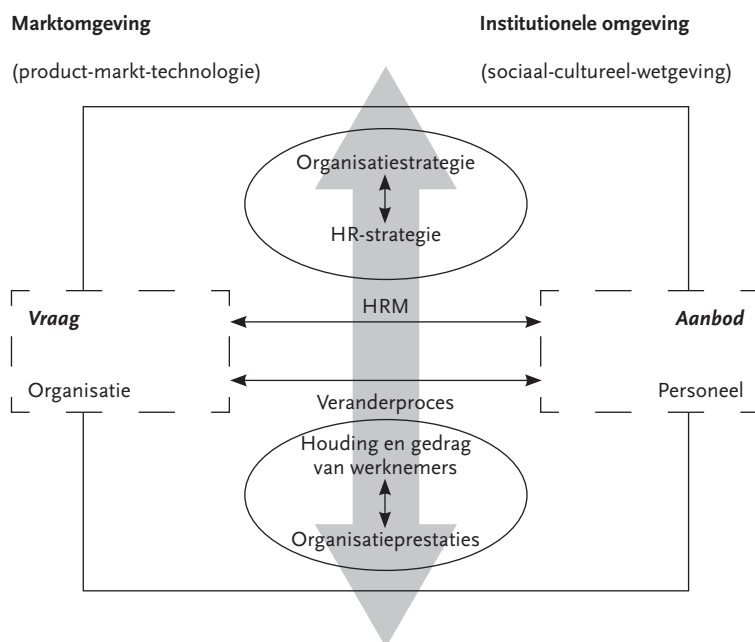 Marktomgeving
Institutionele omgeving
(product-markt-technologie)
(sociaal-cultureel-wetgeving)
Organisatiestrategie
HR-strategie
HRM
Vraag
Aanbod
Organisatie
Personeel
Veranderproces
Houding en gedrag
van werknemers
Organisatieprestaties